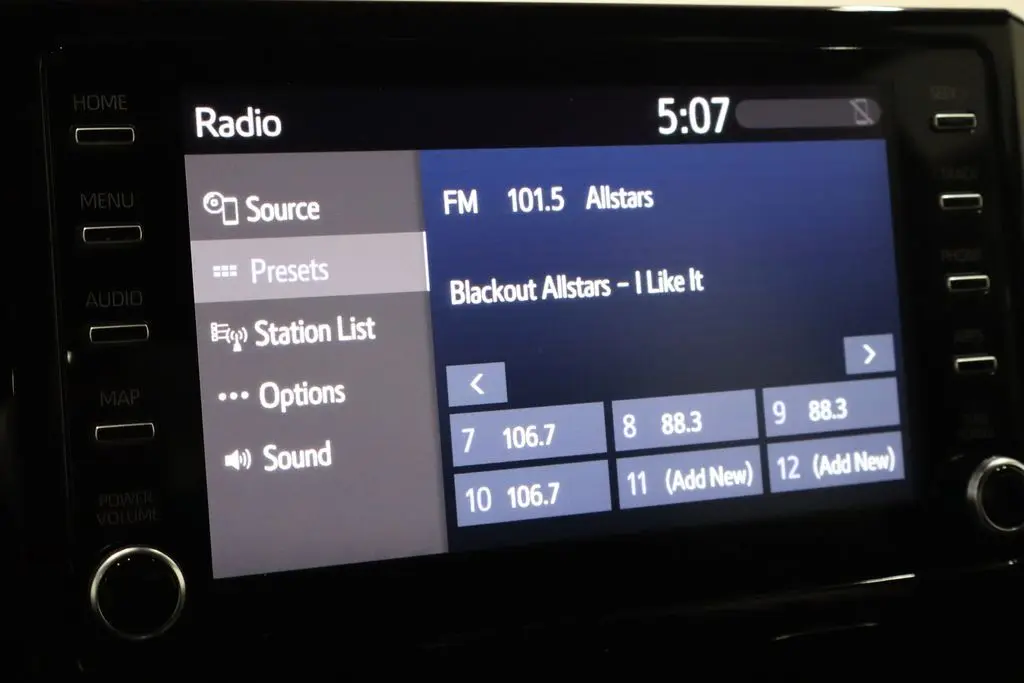 HOME
MENU
AUDIO
MAP
POWER
VOLUME
Radio
5:07
Source
Presets
Station List
Options
Sound
FM 101.5 Allstars
Blackout Allstars – I Like It
< >
7 106.7 8 88.3 9 88.3
10 106.7 11 (Add New) 12 (Add New)
PHONE